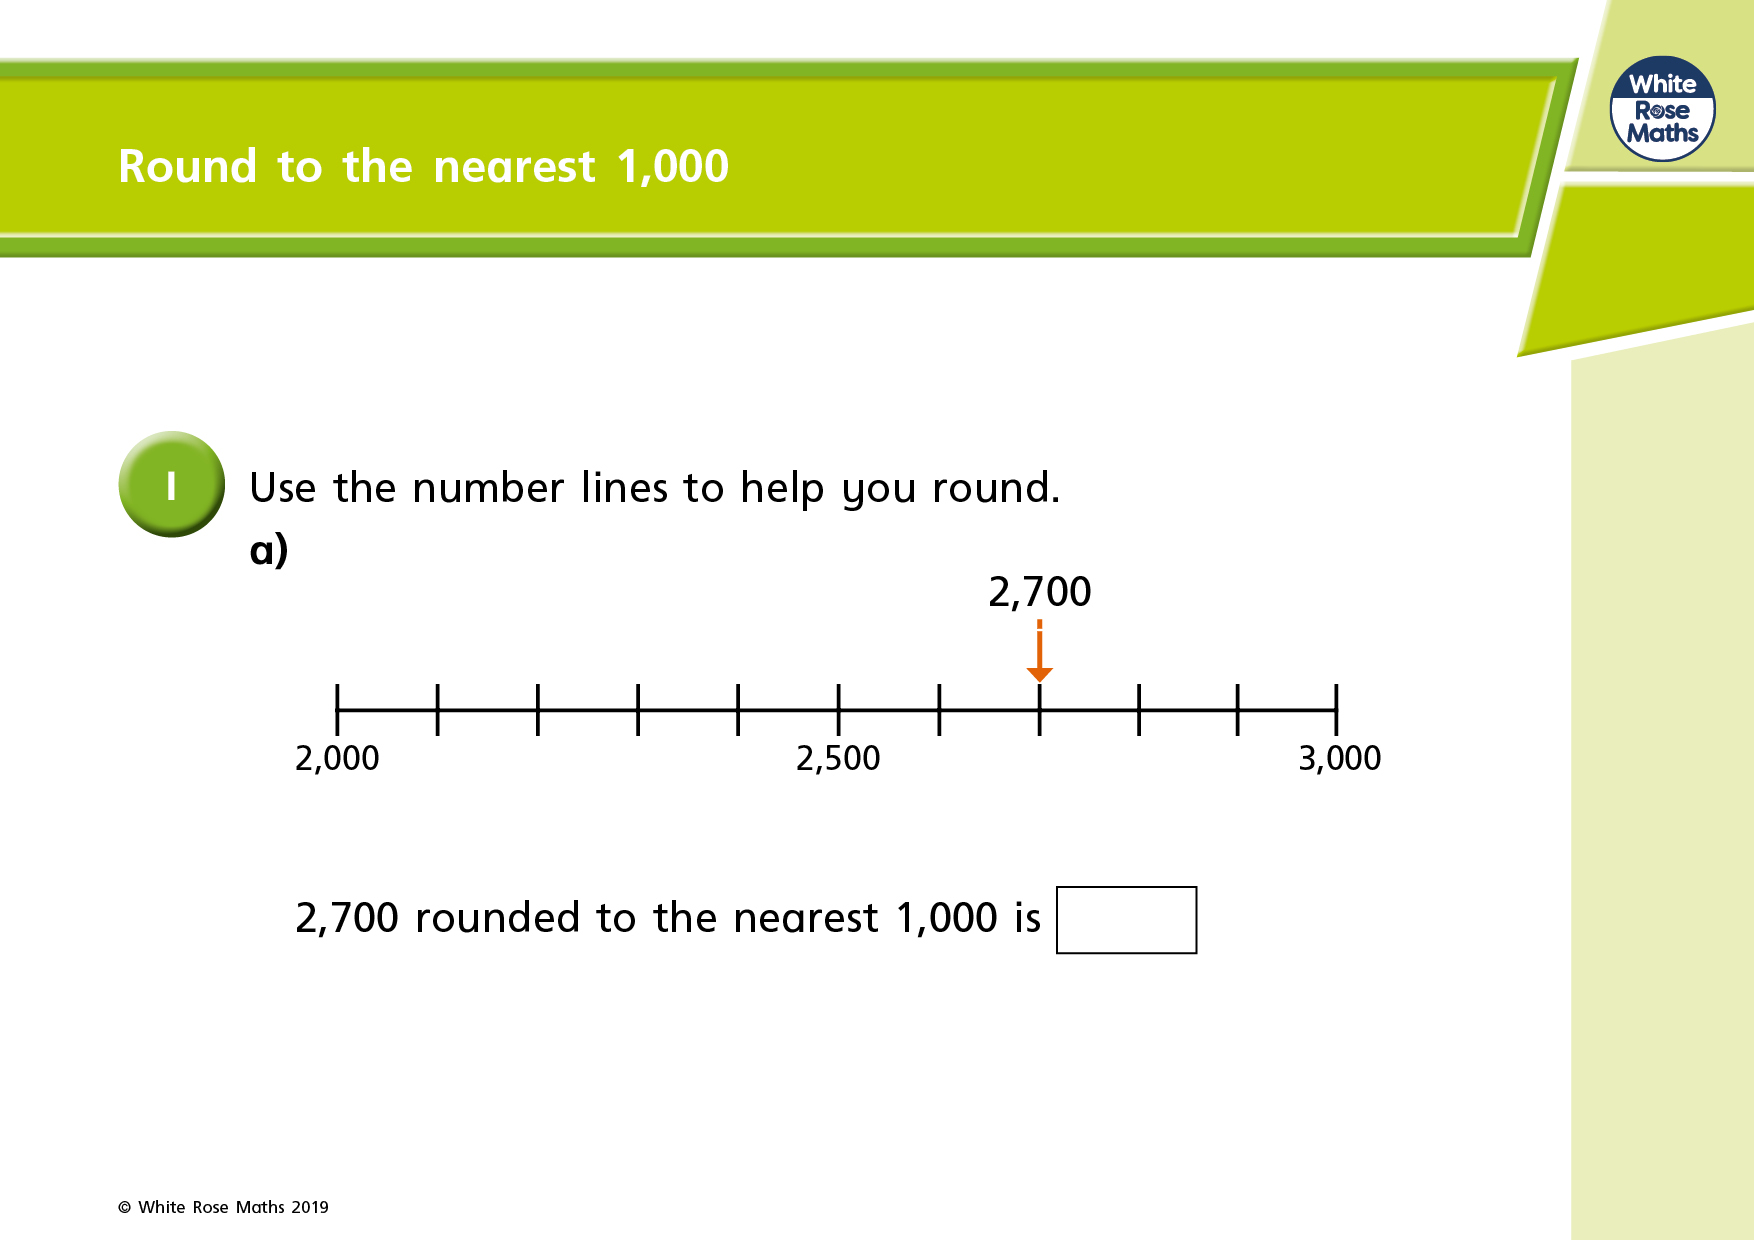 White
Rose
Maths
Round to the nearest 1,000
1
Use the number lines to help you round.
a)
2,700
2,000 2,500 3,000
2,700 rounded to the nearest 1,000 is
© White Rose Maths 2019